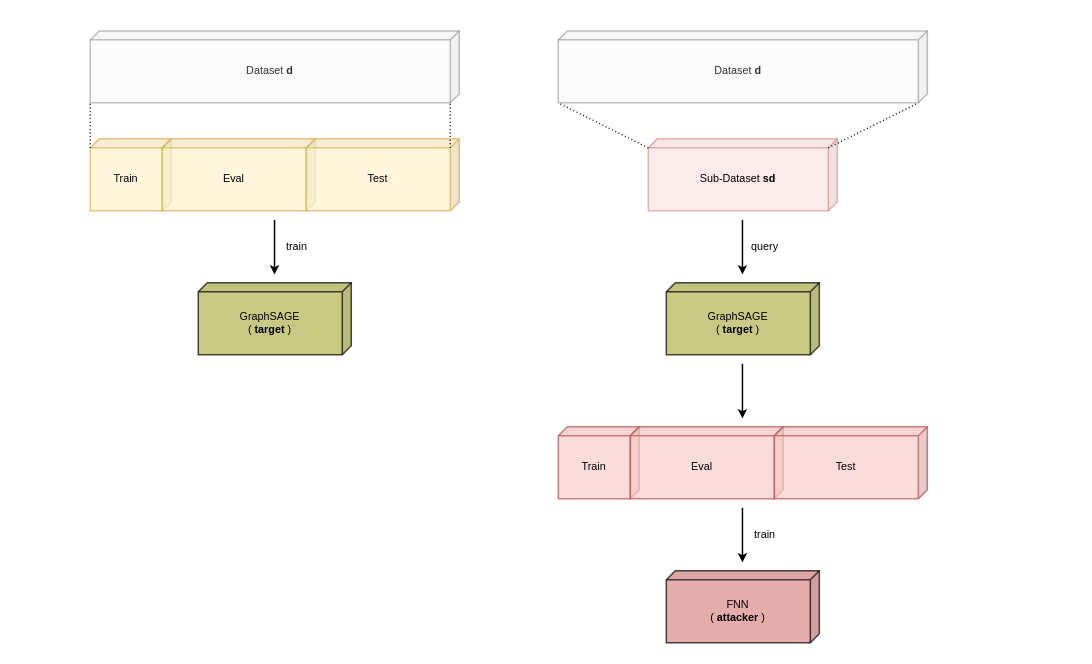 Dataset d
Train
Eval
Test
train
GraphSAGE
( target )
Dataset d
Sub-Dataset sd
query
GraphSAGE
( target )
Train
Eval
Test
train
FNN
( attacker )